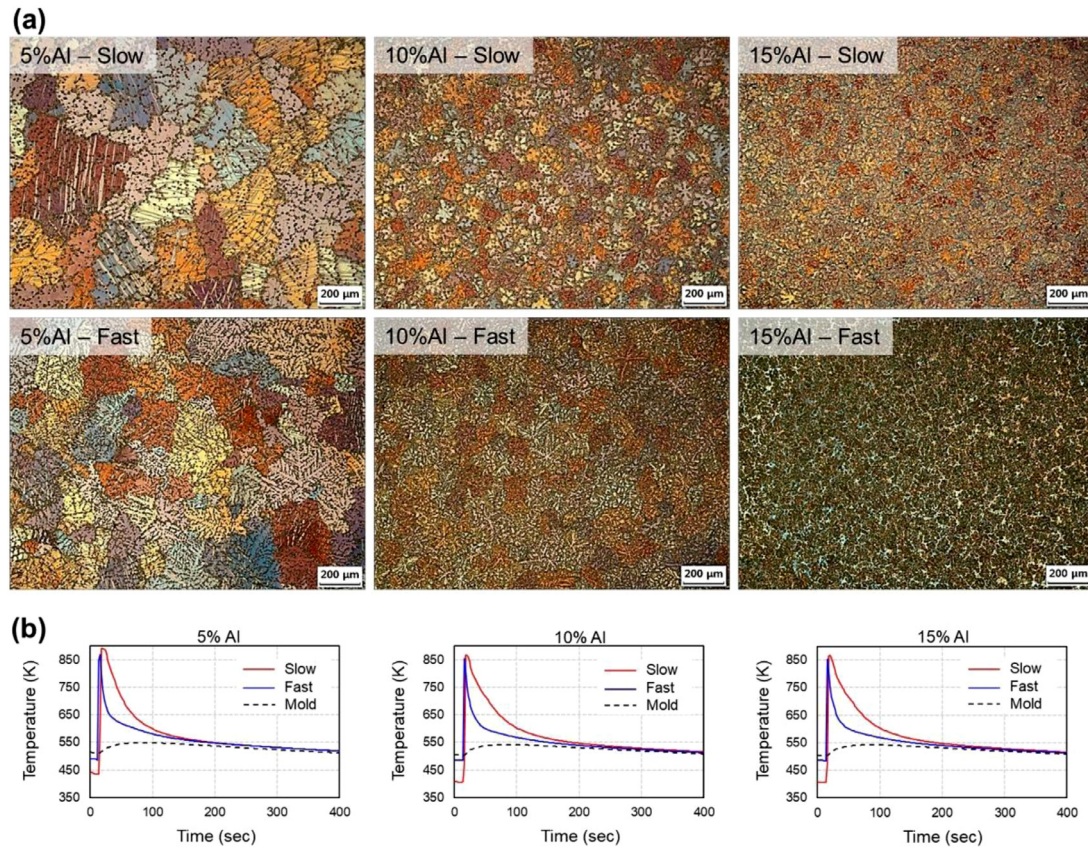 (a)
5%Al – Slow
10%Al – Slow
15%Al – Slow
200 µm
200 µm
200 µm
5%Al – Fast
10%Al – Fast
15%Al – Fast
200 µm
200 µm
200 µm
(b)
5% Al
10% Al
15% Al
Temperature (K)
850
750
650
550
450
350
Slow
Fast
Mold
0
100
200
300
400
Time (sec)
Temperature (K)
850
750
650
550
450
350
Slow
Fast
Mold
0
100
200
300
400
Time (sec)
Temperature (K)
850
750
650
550
450
350
Slow
Fast
Mold
0
100
200
300
400
Time (sec)